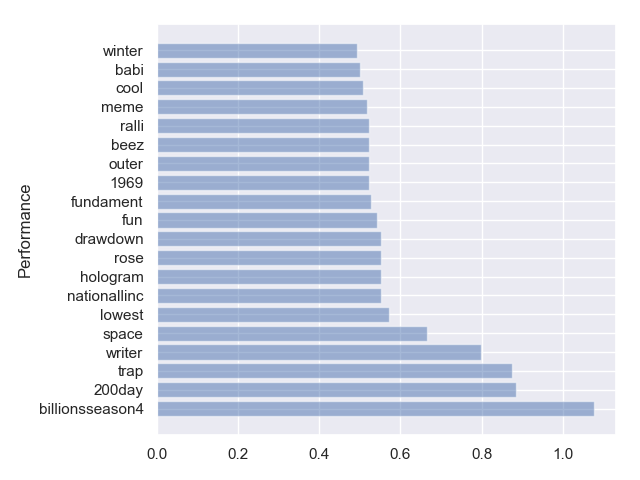 winter
babi
cool
meme
ralli
beez
outer
1969
fundament
fun
drawdown
rose
hologram
nationallinc
lowest
space
writer
trap
200day
billionsseason4
Performance
0.0 0.2 0.4 0.6 0.8 1.0